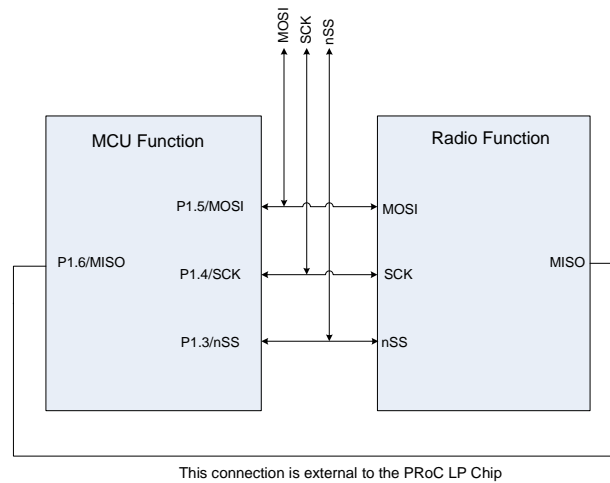 MOSI
SCK
nSS
MCU Function
Radio Function
P1.5/MOSI
MOSI
P1.6/MISO
P1.4/SCK
SCK
MISO
P1.3/nSS
nSS
This connection is external to the PRoC LP Chip